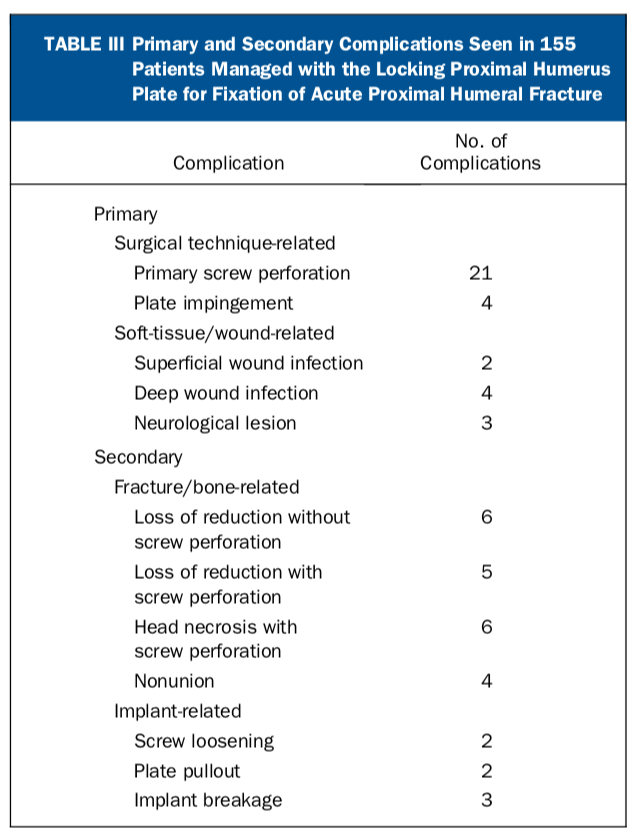 TABLE III Primary and Secondary Complications Seen in 155
Patients Managed with the Locking Proximal Humerus
Plate for Fixation of Acute Proximal Humeral Fracture
No. of
Complication Complications
Primary
Surgical technique-related
Primary screw perforation 21
Plate impingement 4
Soft-tissue/wound-related
Superficial wound infection 2
Deep wound infection 4
Neurological lesion 3
Secondary
Fracture/bone-related
Loss of reduction without 6
screw perforation
Loss of reduction with 5
screw perforation
Head necrosis with 6
screw perforation
Nonunion 4
Implant-related
Screw loosening 2
Plate pullout 2
Implant breakage 3